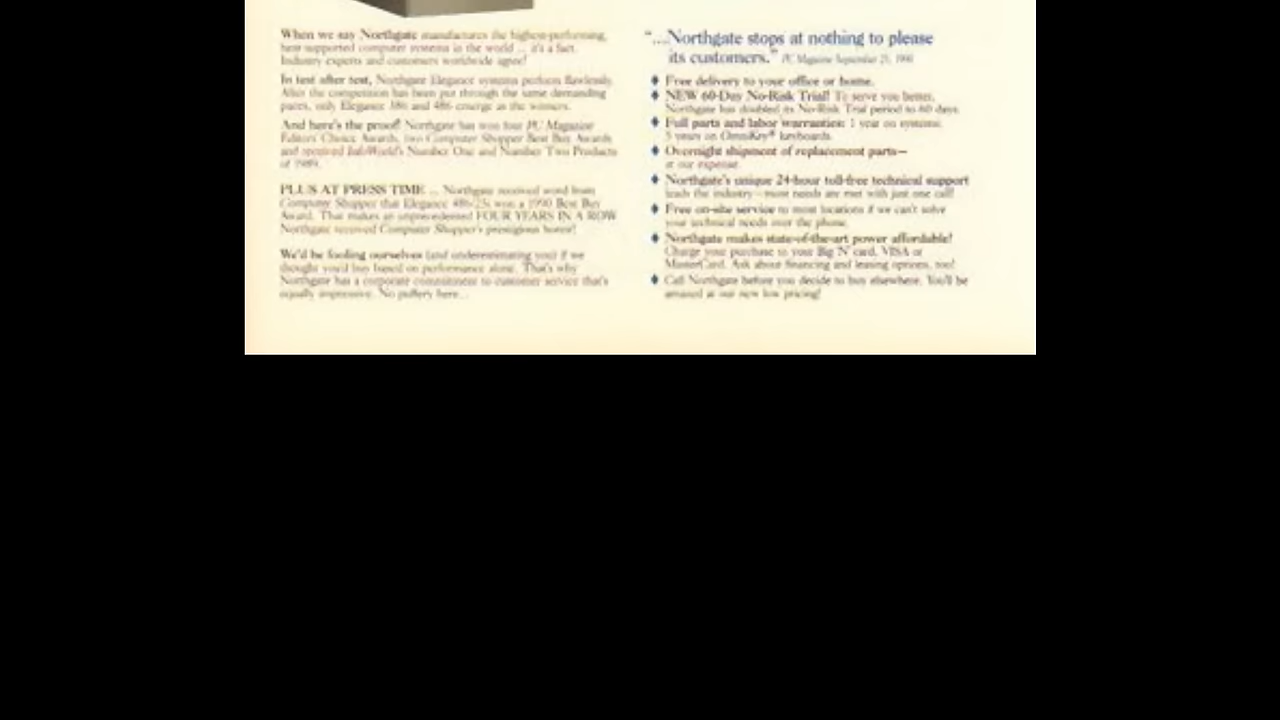 When we say Northgate manufactures the highest-performing,
best supported computer systems in the world ... it's a fact.
Industry experts and customers worldwide agree!
In test after test, Northgate Elegance systems perform flawlessly.
After the competition has been put through the same demanding
paces, only Elegance 386 and 486 emerge as the winners.
And here's the proof! Northgate has won four PC Magazine
Editors' Choice Awards, two Computer Shopper Best Buy Awards
and received InfoWorld's Number One and Number Two Products
of 1989.
PLUS AT PRESS TIME ... Northgate received word from
Computer Shopper that Elegance 486/25i won a 1990 Best Buy
Award. That makes an unprecedented FOUR YEARS IN A ROW
Northgate received Computer Shopper's prestigious honor!
We'd be fooling ourselves (and underestimating you) if we
thought you'd buy based on performance alone. That's why
Northgate has a corporate commitment to customer service that's
equally impressive. No puffery here...
"...Northgate stops at nothing to please
its customers." PC Magazine September 25, 1990
♦ Free delivery to your office or home.
♦ NEW 60-Day No-Risk Trial! To serve you better,
Northgate has doubled its No-Risk Trial period to 60 days.
♦ Full parts and labor warranties: 1 year on systems;
5 years on OmniKey® keyboards.
♦ Overnight shipment of replacement parts—
at our expense.
♦ Northgate's unique 24-hour toll-free technical support
leads the industry—most needs are met with just one call!
♦ Free on-site service to most locations if we can't solve
your technical needs over the phone.
♦ Northgate makes state-of-the-art power affordable!
Charge your purchase to your Big 'N' card, VISA or
MasterCard. Ask about financing and leasing options, too!
♦ Call Northgate before you decide to buy elsewhere. You'll be
amazed at our new low pricing!